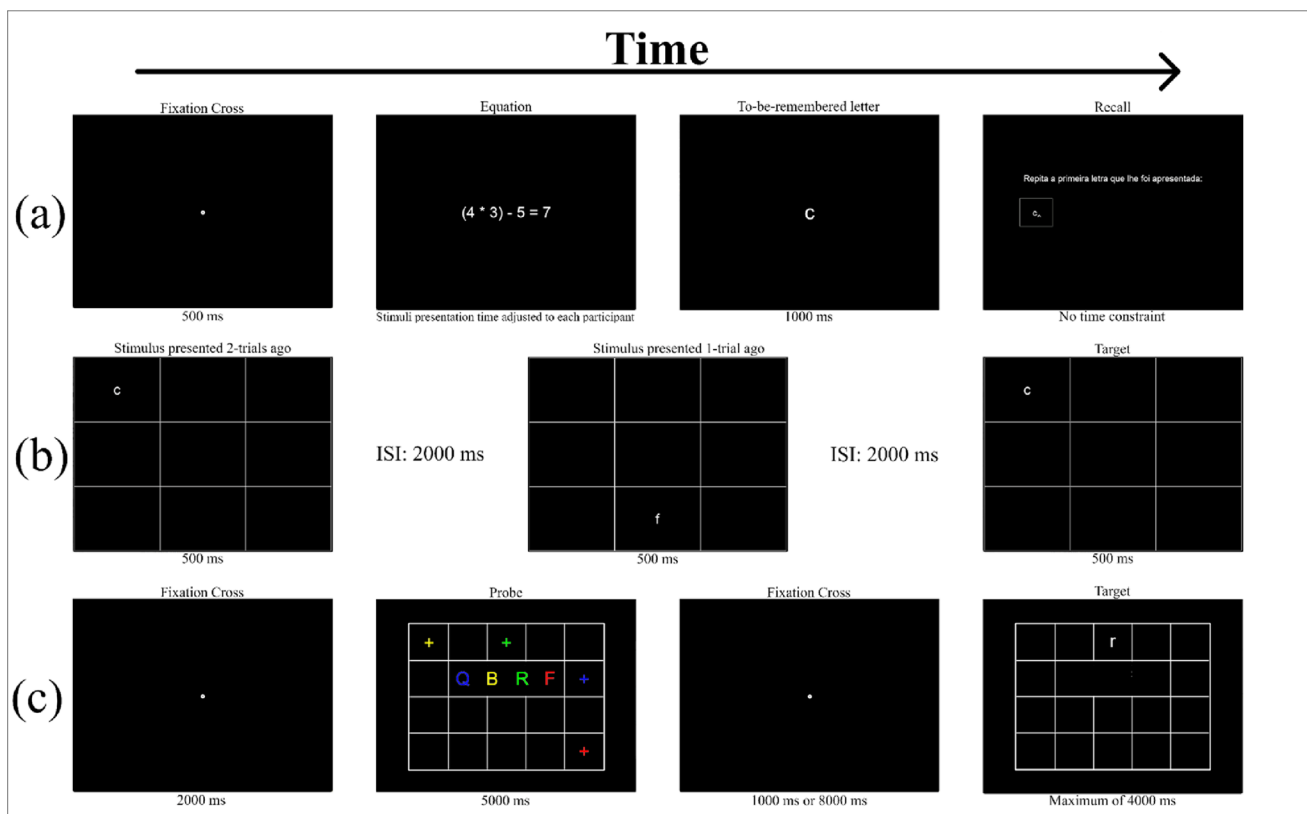 Time
Fixation Cross
Equation
To-be-remembered letter
Recall
(a)
(4 * 3) - 5 = 7
c
Repita a primeira letra que lhe foi apresentada:
500 ms
Stimuli presentation time adjusted to each participant
1000 ms
No time constraint
Stimulus presented 2-trials ago
Stimulus presented 1-trial ago
Target
(b)
c
ISI: 2000 ms
f
ISI: 2000 ms
c
500 ms
500 ms
500 ms
Fixation Cross
Probe
Fixation Cross
Target
(c)
+ +
Q B R F +
+
r
2000 ms
5000 ms
1000 ms or 8000 ms
Maximum of 4000 ms